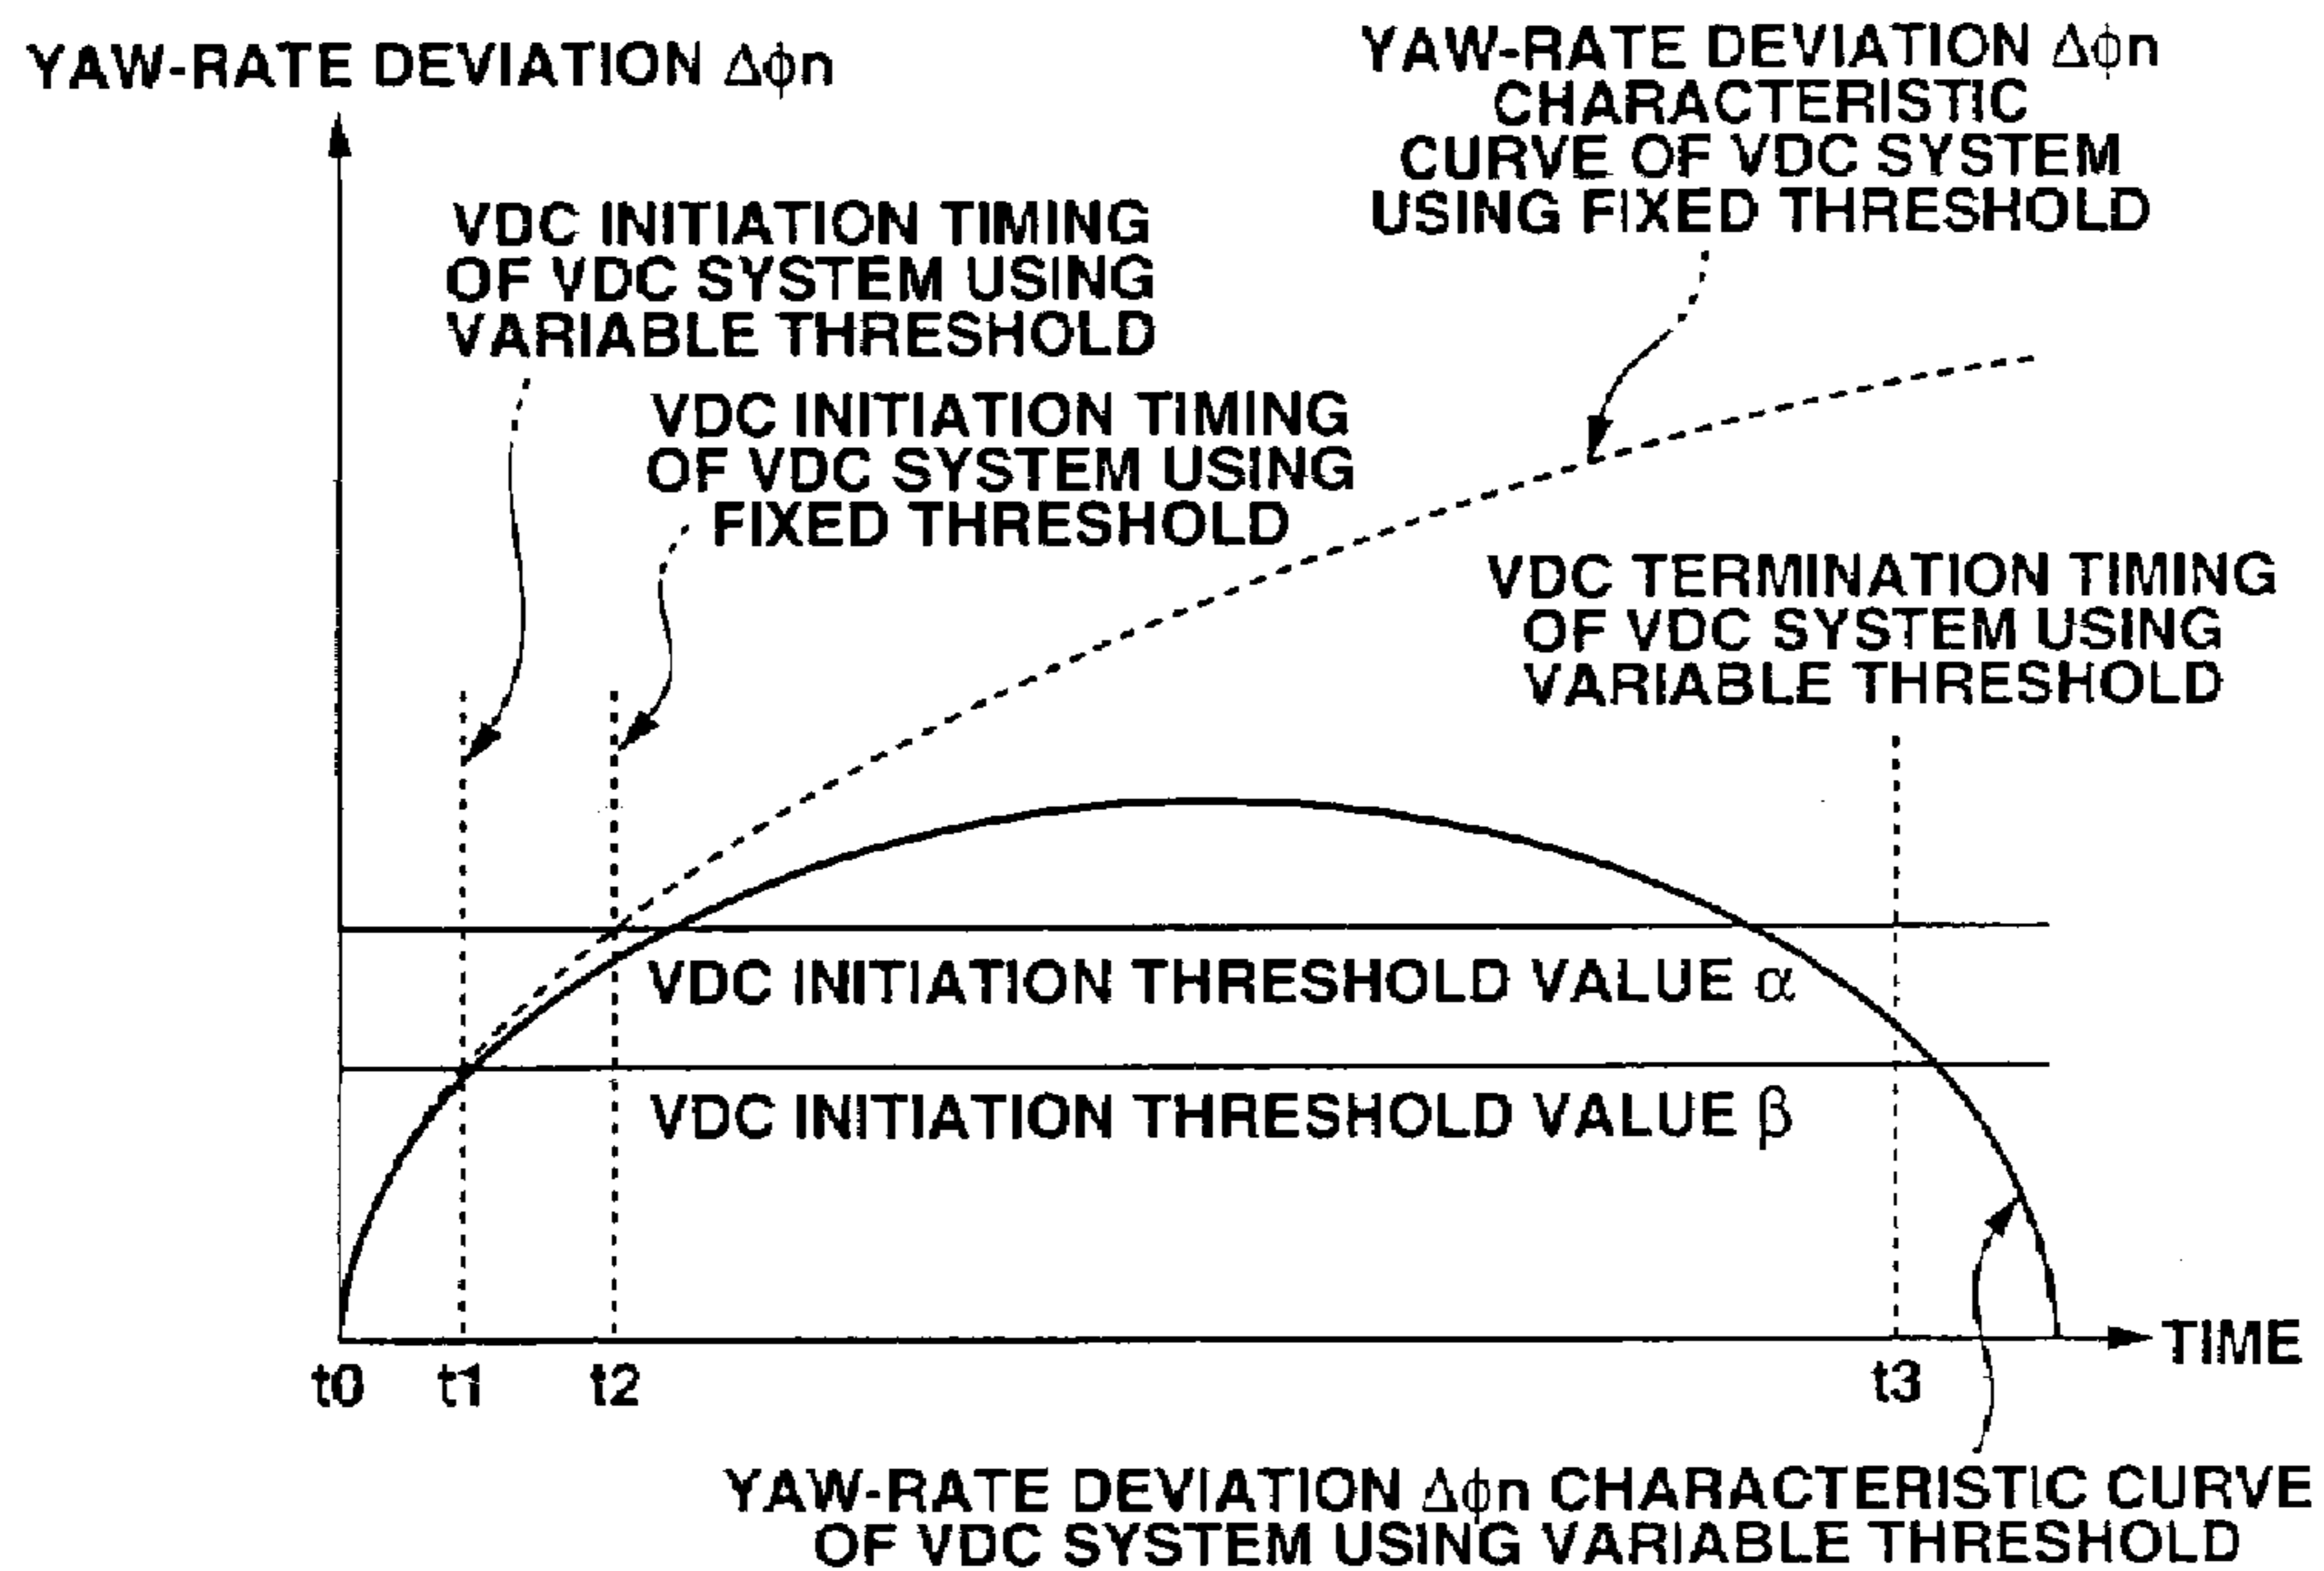 YAW-RATE DEVIATION Δϕn
YAW-RATE DEVIATION Δϕn
CHARACTERISTIC
CURVE OF VDC SYSTEM
USING FIXED THRESHOLD
VDC INITIATION TIMING
OF VDC SYSTEM USING
VARIABLE THRESHOLD
VDC INITIATION TIMING
OF VDC SYSTEM USING
FIXED THRESHOLD
VDC TERMINATION TIMING
OF VDC SYSTEM USING
VARIABLE THRESHOLD
VDC INITIATION THRESHOLD VALUE α
VDC INITIATION THRESHOLD VALUE β
TIME
t0 t1 t2 t3
YAW-RATE DEVIATION Δϕn CHARACTERISTIC CURVE
OF VDC SYSTEM USING VARIABLE THRESHOLD